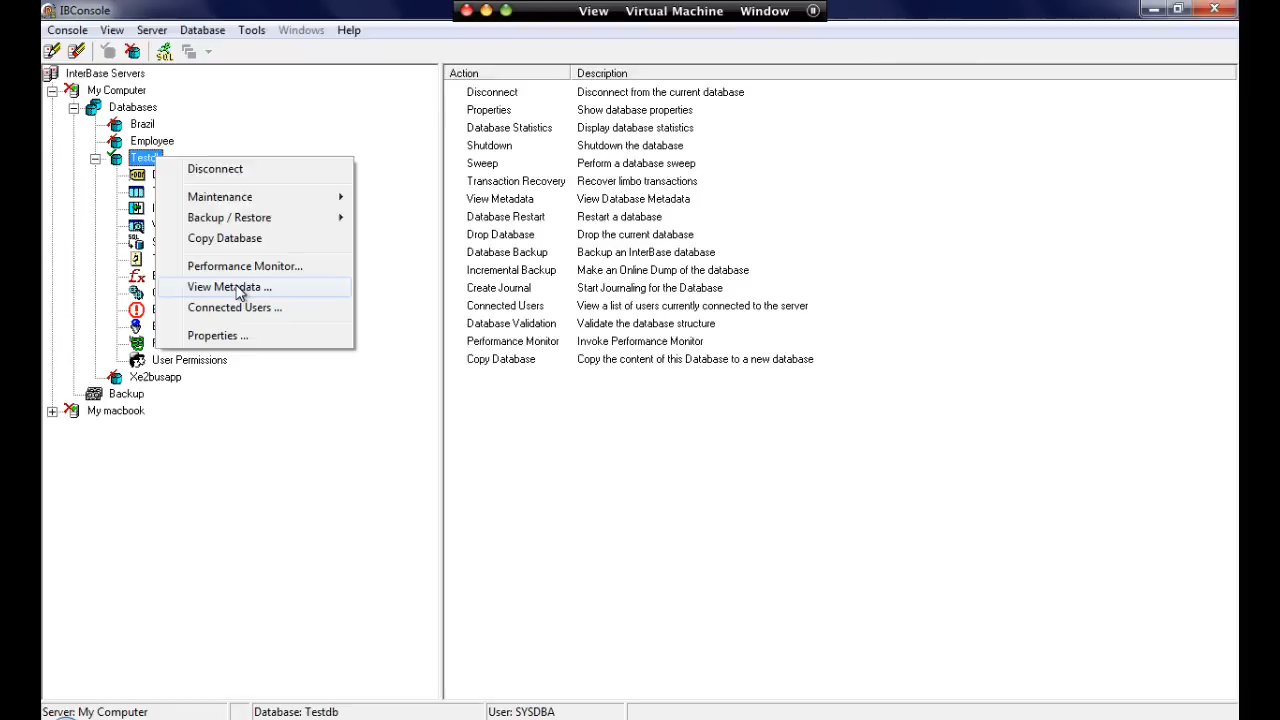 IBConsole
View Virtual Machine Window
Console View Server Database Tools Windows Help
SQL
InterBase Servers
My Computer
Databases
Brazil
Employee
Testdb
User Permissions
Xe2busapp
Backup
My macbook
Disconnect
Maintenance
Backup / Restore
Copy Database
Performance Monitor...
View Metadata ...
Connected Users ...
Properties ...
Action Description
Disconnect Disconnect from the current database
Properties Show database properties
Database Statistics Display database statistics
Shutdown Shutdown the database
Sweep Perform a database sweep
Transaction Recovery Recover limbo transactions
View Metadata View Database Metadata
Database Restart Restart a database
Drop Database Drop the current database
Database Backup Backup an InterBase database
Incremental Backup Make an Online Dump of the database
Create Journal Start Journaling for the Database
Connected Users View a list of users currently connected to the server
Database Validation Validate the database structure
Performance Monitor Invoke Performance Monitor
Copy Database Copy the content of this Database to a new database
Server: My Computer Database: Testdb User: SYSDBA